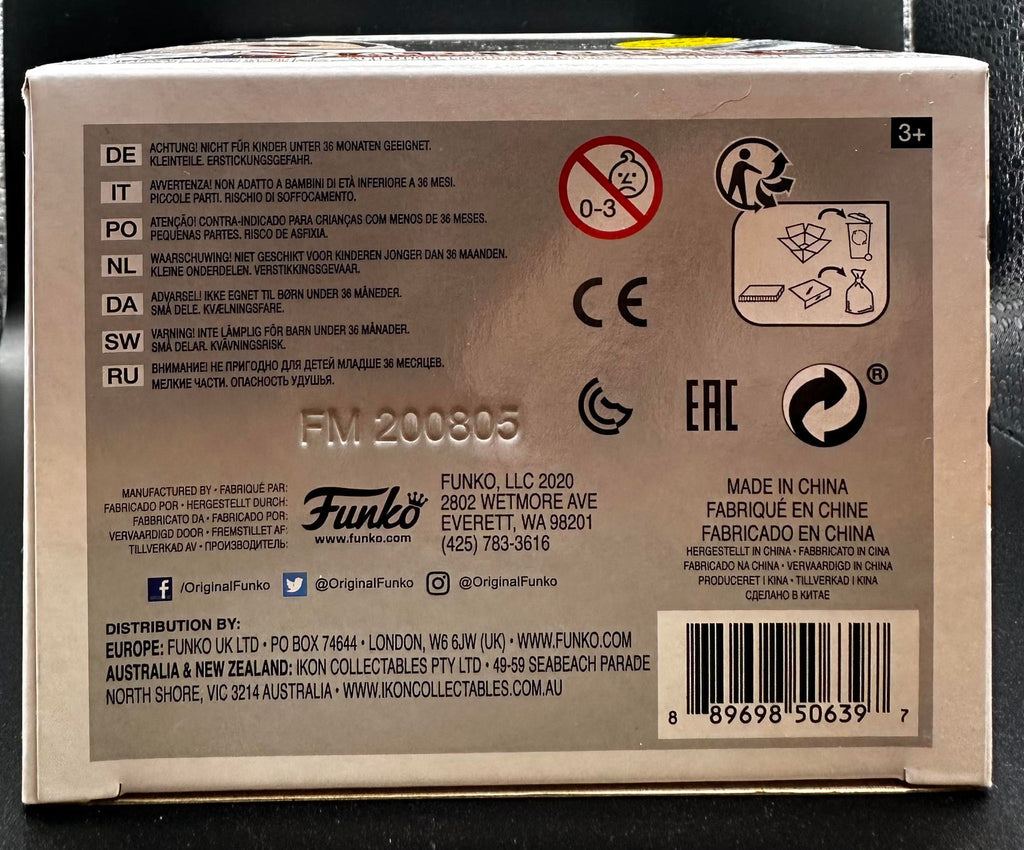 3+
DE
ACHTUNG! NICHT FÜR KINDER UNTER 36 MONATEN GEEIGNET.
KLEINTEILE. ERSTICKUNGSGEFAHR.
IT
AVVERTENZA! NON ADATTO A BAMBINI DI ETÀ INFERIORE A 36 MESI.
PICCOLE PARTI. RISCHIO DI SOFFOCAMENTO.
PO
ATENÇÃO! CONTRA-INDICADO PARA CRIANÇAS COM MENOS DE 36 MESES.
PEQUENAS PARTES. RISCO DE ASFIXIA.
NL
WAARSCHUWING! NIET GESCHIKT VOOR KINDEREN JONGER DAN 36 MAANDEN.
KLEINE ONDERDELEN. VERSTIKKINGSGEVAAR.
DA
ADVARSEL! IKKE EGNET TIL BØRN UNDER 36 MÅNEDER.
SMÅ DELE. KVÆLNINGSFARE.
SW
VARNING! INTE LÄMPLIG FÖR BARN UNDER 36 MÅNADER.
SMÅ DELAR. KVÄVNINGSRISK.
RU
ВНИМАНИЕ! НЕ ПРИГОДНО ДЛЯ ДЕТЕЙ МЛАДШЕ 36 МЕСЯЦЕВ.
МЕЛКИЕ ЧАСТИ. ОПАСНОСТЬ УДУШЬЯ.
0-3
CE
EAC
®
FM 200805
MANUFACTURED BY • FABRIQUÉ PAR:
FABRICADO POR • HERGESTELLT DURCH:
FABBRICATO DA • FABRICADO POR:
VERVAARDIGD DOOR • FREMSTILLET AF:
TILLVERKAD AV • ПРОИЗВОДИТЕЛЬ:
Funko
www.funko.com
FUNKO, LLC 2020
2802 WETMORE AVE
EVERETT, WA 98201
(425) 783-3616
/OriginalFunko @OriginalFunko @OriginalFunko
MADE IN CHINA
FABRIQUÉ EN CHINE
FABRICADO EN CHINA
HERGESTELLT IN CHINA • FABBRICATO IN CINA
FABRICADO NA CHINA • VERVAARDIGD IN CHINA
PRODUCERET I KINA • TILLVERKAD I KINA
СДЕЛАНО В КИТАЕ
DISTRIBUTION BY:
EUROPE: FUNKO UK LTD • PO BOX 74644 • LONDON, W6 6JW (UK) • WWW.FUNKO.COM
AUSTRALIA & NEW ZEALAND: IKON COLLECTABLES PTY LTD • 49-59 SEABEACH PARADE
NORTH SHORE, VIC 3214 AUSTRALIA • WWW.IKONCOLLECTABLES.COM.AU
8 89698 50639 7